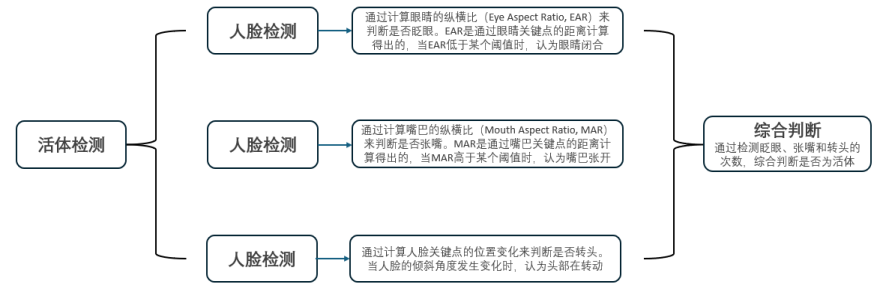 活体检测
人脸检测
通过计算眼睛的纵横比（Eye Aspect Ratio, EAR）来
判断是否眨眼。EAR是通过眼睛关键点的距离计算
得出的，当EAR低于某个阈值时，认为眼睛闭合
人脸检测
通过计算嘴巴的纵横比（Mouth Aspect Ratio, MAR）
来判断是否张嘴。MAR是通过嘴巴关键点的距离计
算得出的，当MAR高于某个阈值时，认为嘴巴张开
人脸检测
通过计算人脸关键点的位置变化来判断是否转头。
当人脸的倾斜角度发生变化时，认为头部在转动
综合判断
通过检测眨眼、张嘴和转头的
次数，综合判断是否为活体